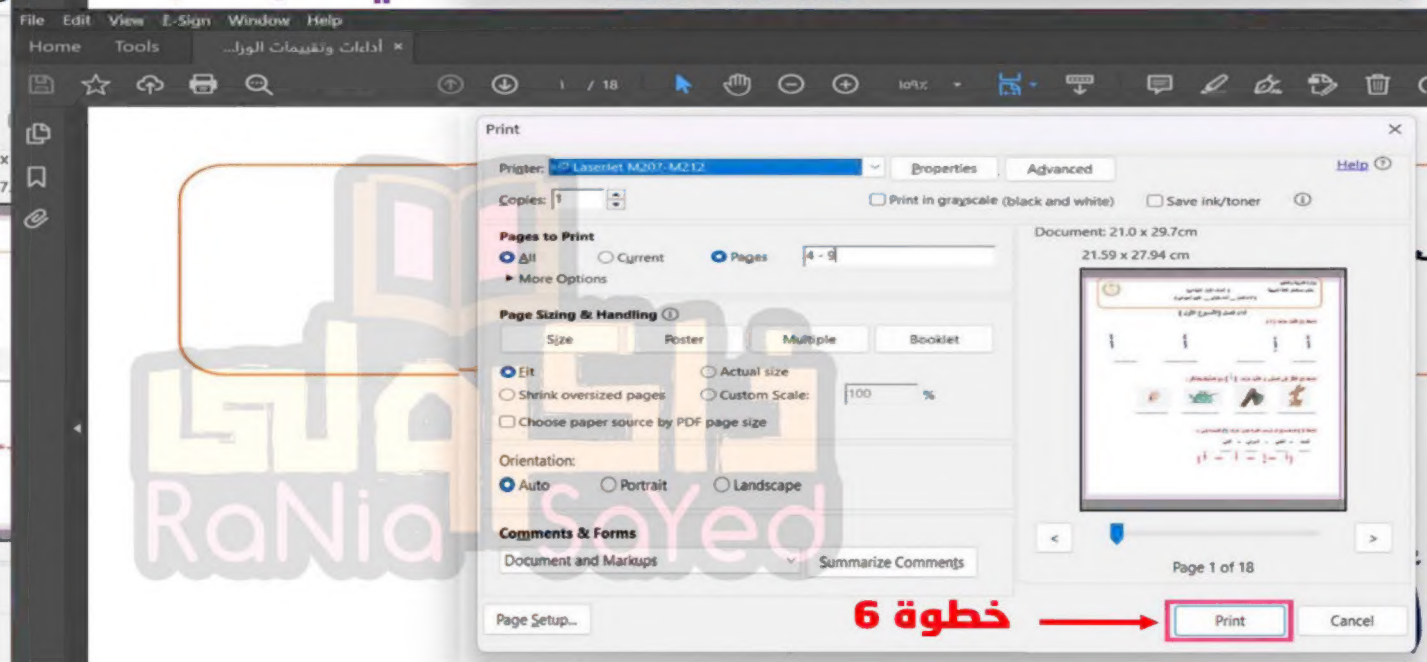 File Edit View E-Sign Window Help
Home Tools أداءات وتقييمات الوزا... ×
1 / 18 109%
Print ×
Printer: LaserJet M207-M212 Properties Advanced Help
Copies: 1 Print in grayscale (black and white) Save ink/toner
Pages to Print
All Current Pages 4 - 9
More Options
Page Sizing & Handling
Size Poster Multiple Booklet
Fit Actual size
Shrink oversized pages Custom Scale: 100 %
Choose paper source by PDF page size
Orientation:
Auto Portrait Landscape
Comments & Forms
Document and Markups Summarize Comments
Page Setup...
Document: 21.0 x 29.7cm
21.59 x 27.94 cm
< >
Page 1 of 18
خطوة 6
Print Cancel
ذاكرولى
RaNia SaYed